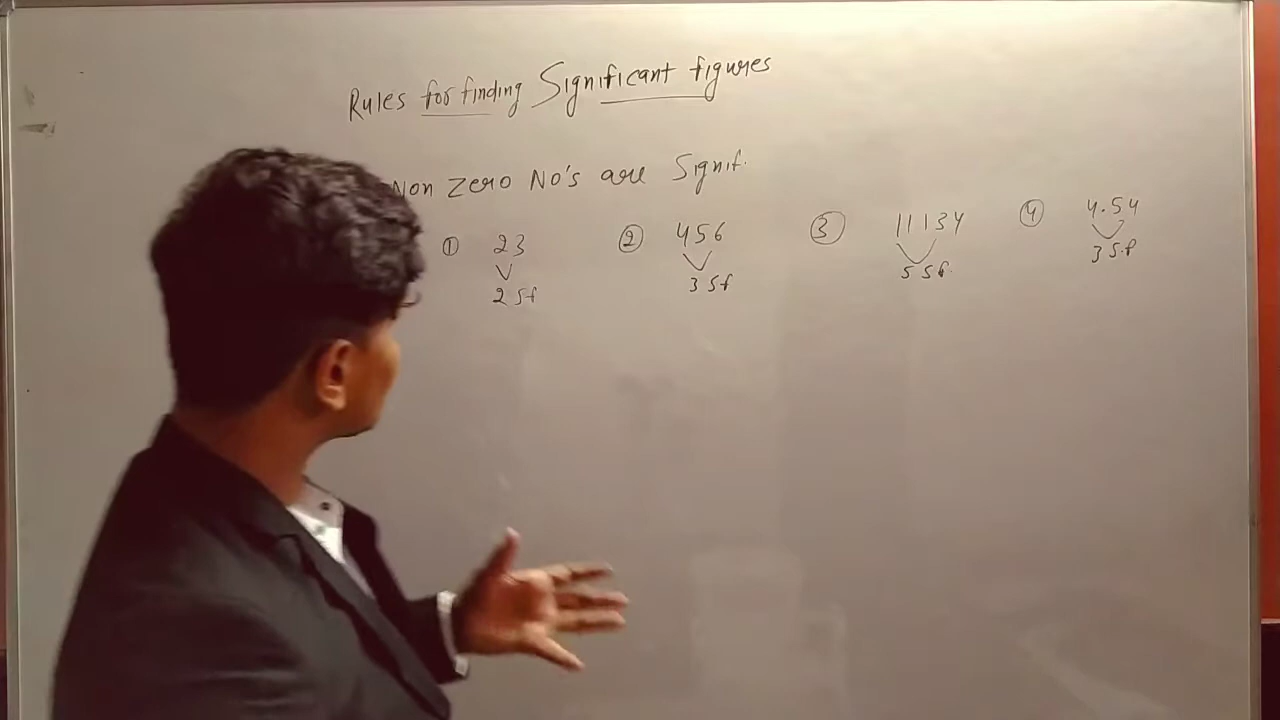 Rules for finding Significant figures
Non Zero No's are Signif.
① 23 ② 456 ③ 11134 ④ 4.54
2 Sf 3 Sf 5 Sf. 3 S.f